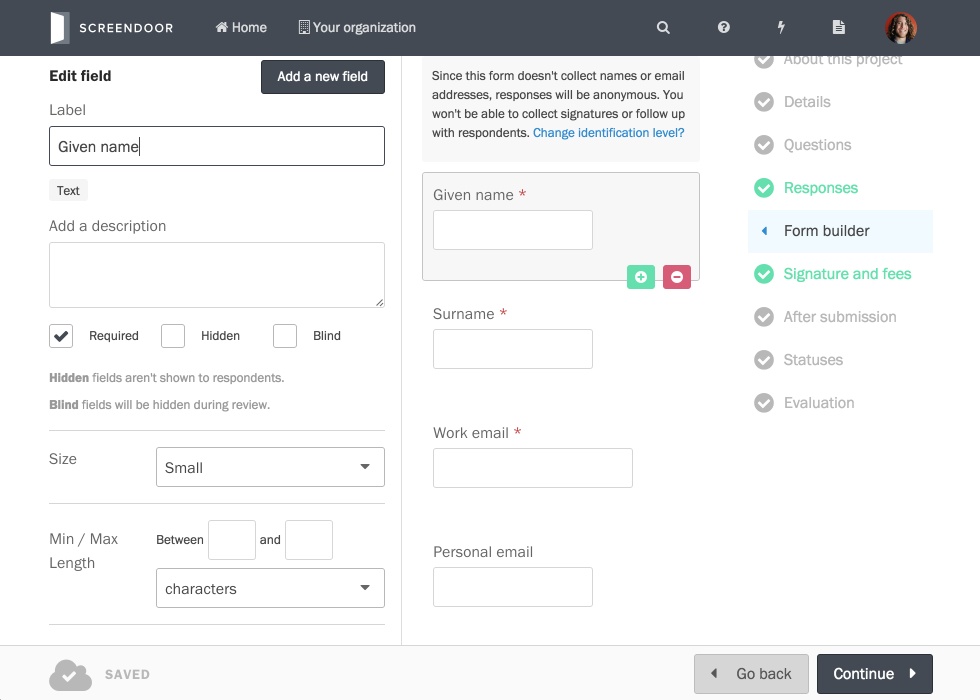 SCREENDOOR
Home
Your organization
Edit field
Add a new field
Label
Given name
Text
Add a description
Required
Hidden
Blind
Hidden fields aren't shown to respondents.
Blind fields will be hidden during review.
Size
Small
Min / Max
Length
Between
and
characters
Since this form doesn't collect names or email
addresses, responses will be anonymous. You
won't be able to collect signatures or follow up
with respondents. Change identification level?
Given name *
Surname *
Work email *
Personal email
About this project
Details
Questions
Responses
Form builder
Signature and fees
After submission
Statuses
Evaluation
SAVED
Go back
Continue